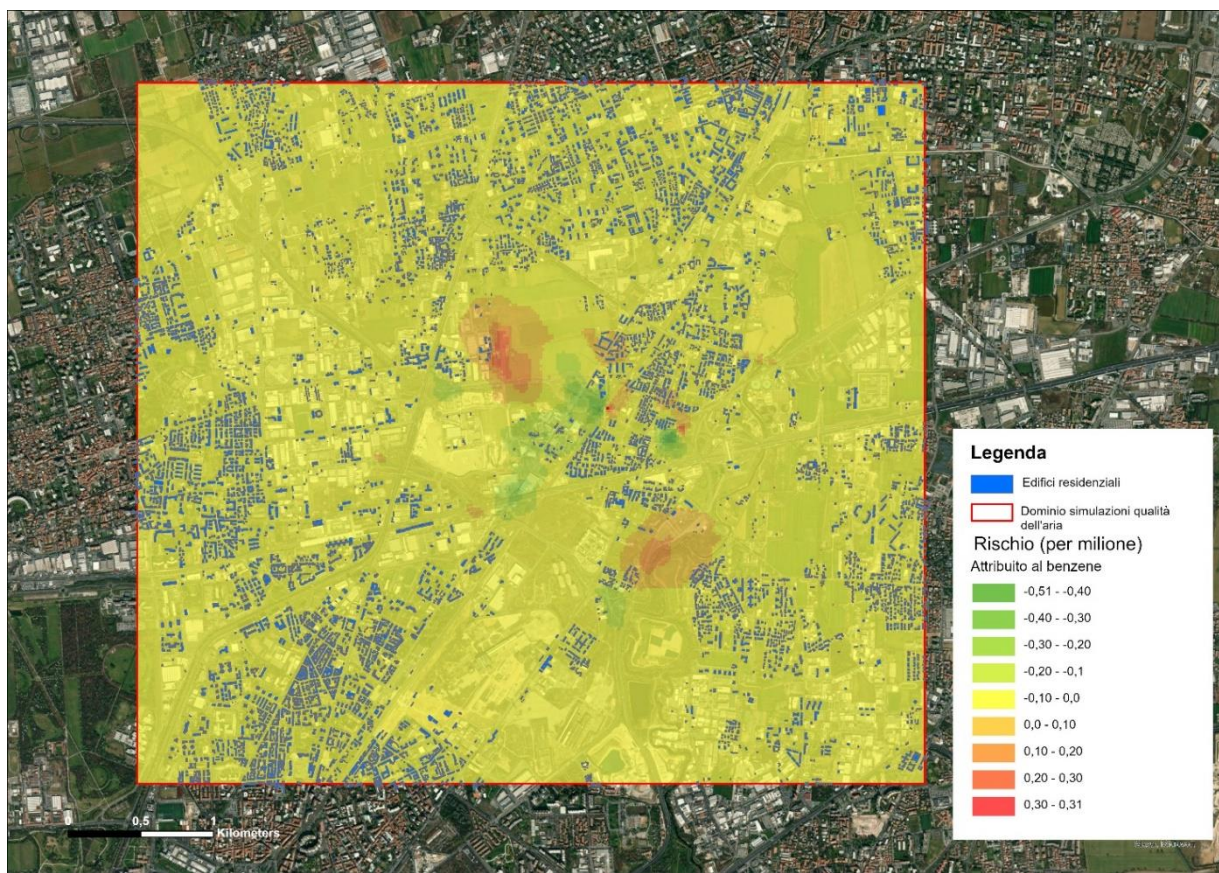 Legenda
Edifici residenziali
Dominio simulazioni qualità
dell'aria
Rischio (per milione)
Attribuito al benzene
-0,51 - -0,40
-0,40 - -0,30
-0,30 - -0,20
-0,20 - -0,1
-0,10 - 0,0
0,0 - 0,10
0,10 - 0,20
0,20 - 0,30
0,30 - 0,31
0 0,5 1
Kilometers